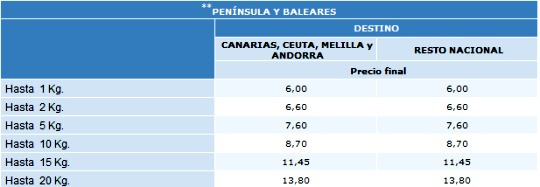 **PENÍNSULA Y BALEARES
DESTINO
CANARIAS, CEUTA, MELILLA y
ANDORRA
RESTO NACIONAL
Precio final
Hasta 1 Kg. 6,00 6,00
Hasta 2 Kg. 6,60 6,60
Hasta 5 Kg. 7,60 7,60
Hasta 10 Kg. 8,70 8,70
Hasta 15 Kg. 11,45 11,45
Hasta 20 Kg. 13,80 13,80